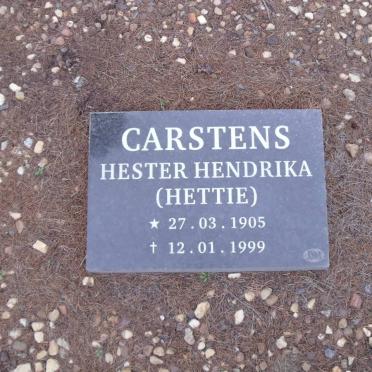 CARSTENS
HESTER HENDRIKA
(HETTIE)
★ 27.03.1905
† 12.01.1999